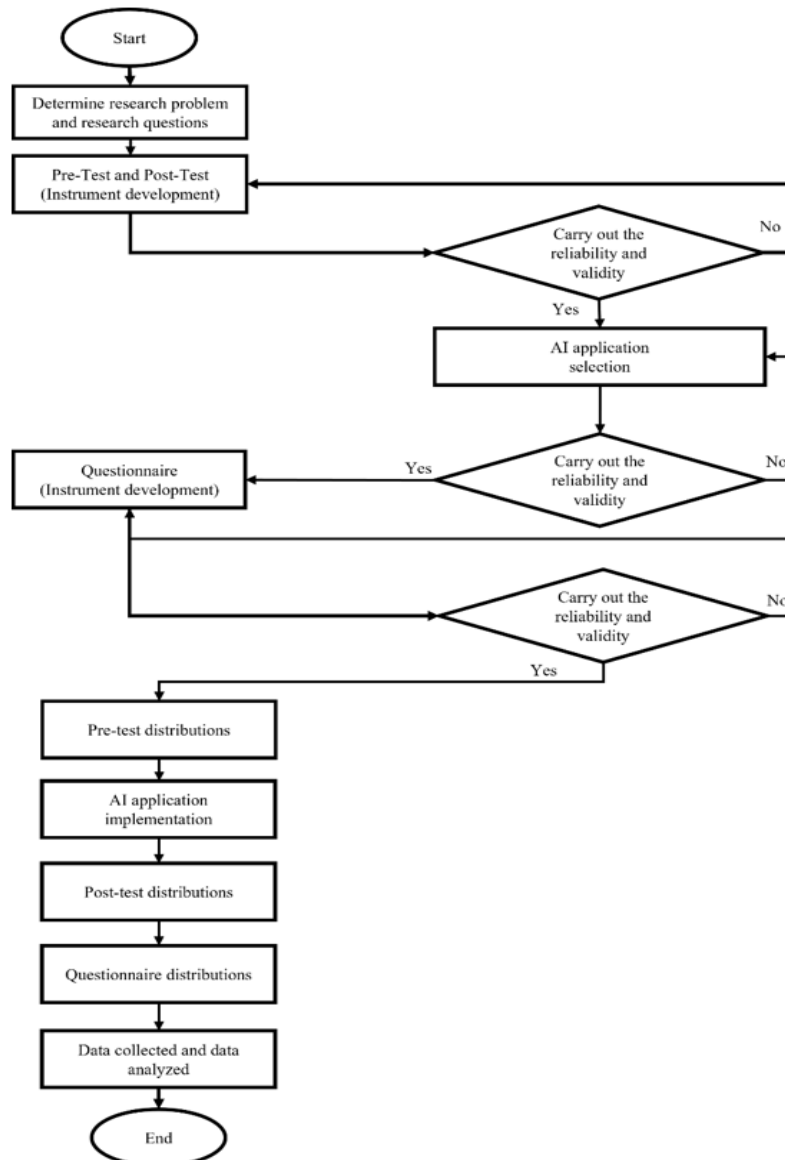 Start
Determine research problem
and research questions
Pre-Test and Post-Test
(Instrument development)
Carry out the
reliability and
validity
No
Yes
AI application
selection
Questionnaire
(Instrument development)
Yes
Carry out the
reliability and
validity
No
Carry out the
reliability and
validity
No
Yes
Pre-test distributions
AI application
implementation
Post-test distributions
Questionnaire distributions
Data collected and data
analyzed
End